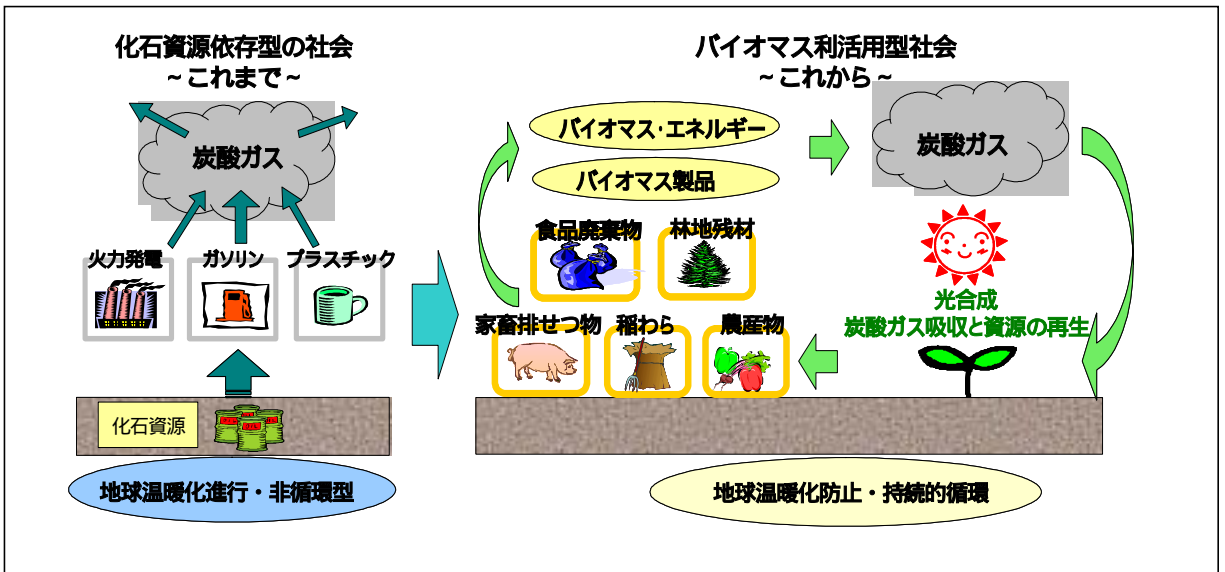 化石資源依存型の社会
～これまで～
炭酸ガス
火力発電
ガソリン
プラスチック
化石資源
地球温暖化進行・非循環型
バイオマス利活用型社会
～これから～
バイオマス・エネルギー
バイオマス製品
炭酸ガス
食品廃棄物
林地残材
家畜排せつ物
稲わら
農産物
光合成
炭酸ガス吸収と資源の再生
地球温暖化防止・持続的循環